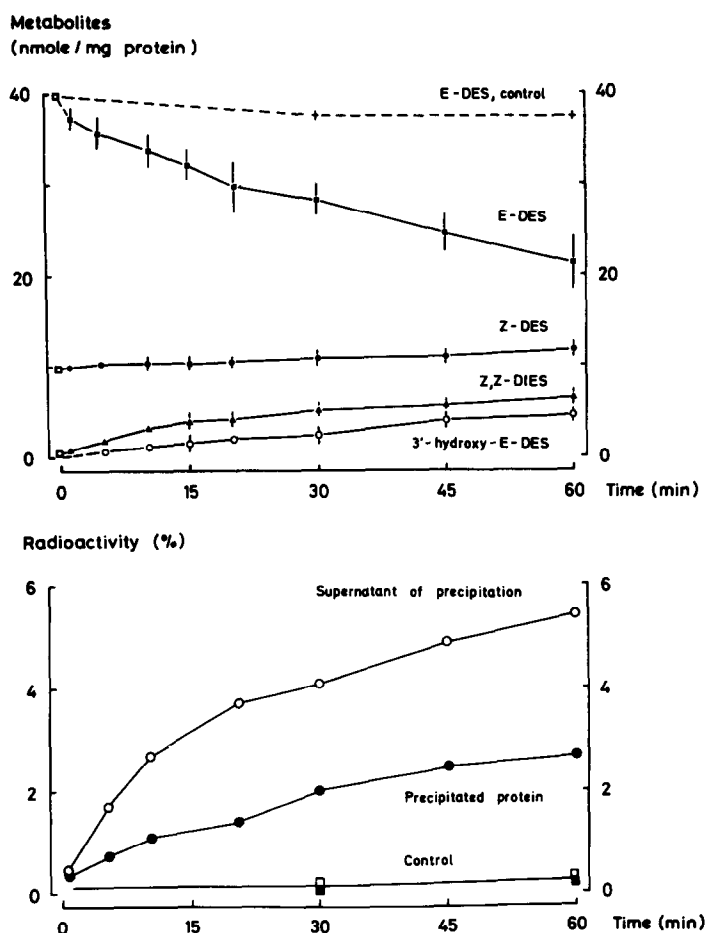 Metabolites
(nmole / mg protein)
40
E-DES, control
40
E-DES
20
20
Z-DES
Z,Z-DIES
3'-hydroxy-E-DES
0
0
0 15 30 45 60 Time (min)
Radioactivity (%)
6
6
Supernatant of precipitation
4
4
2
2
Precipitated protein
Control
0
0
0 15 30 45 60 Time (min)